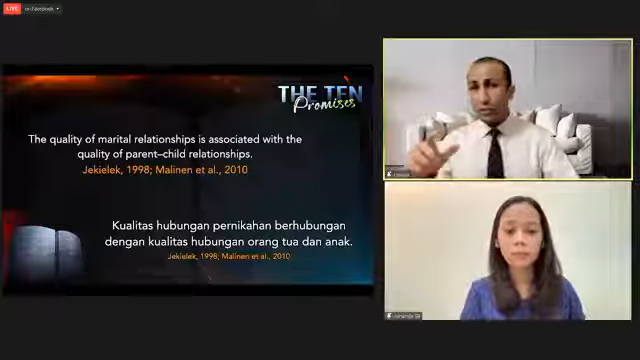 LIVE
THE TEN
Promises
The quality of marital relationships is associated with the
quality of parent–child relationships.
Jekielek, 1998; Malinen et al., 2010
Kualitas hubungan pernikahan berhubungan
dengan kualitas hubungan orang tua dan anak.
Jekielek, 1998; Malinen et al., 2010